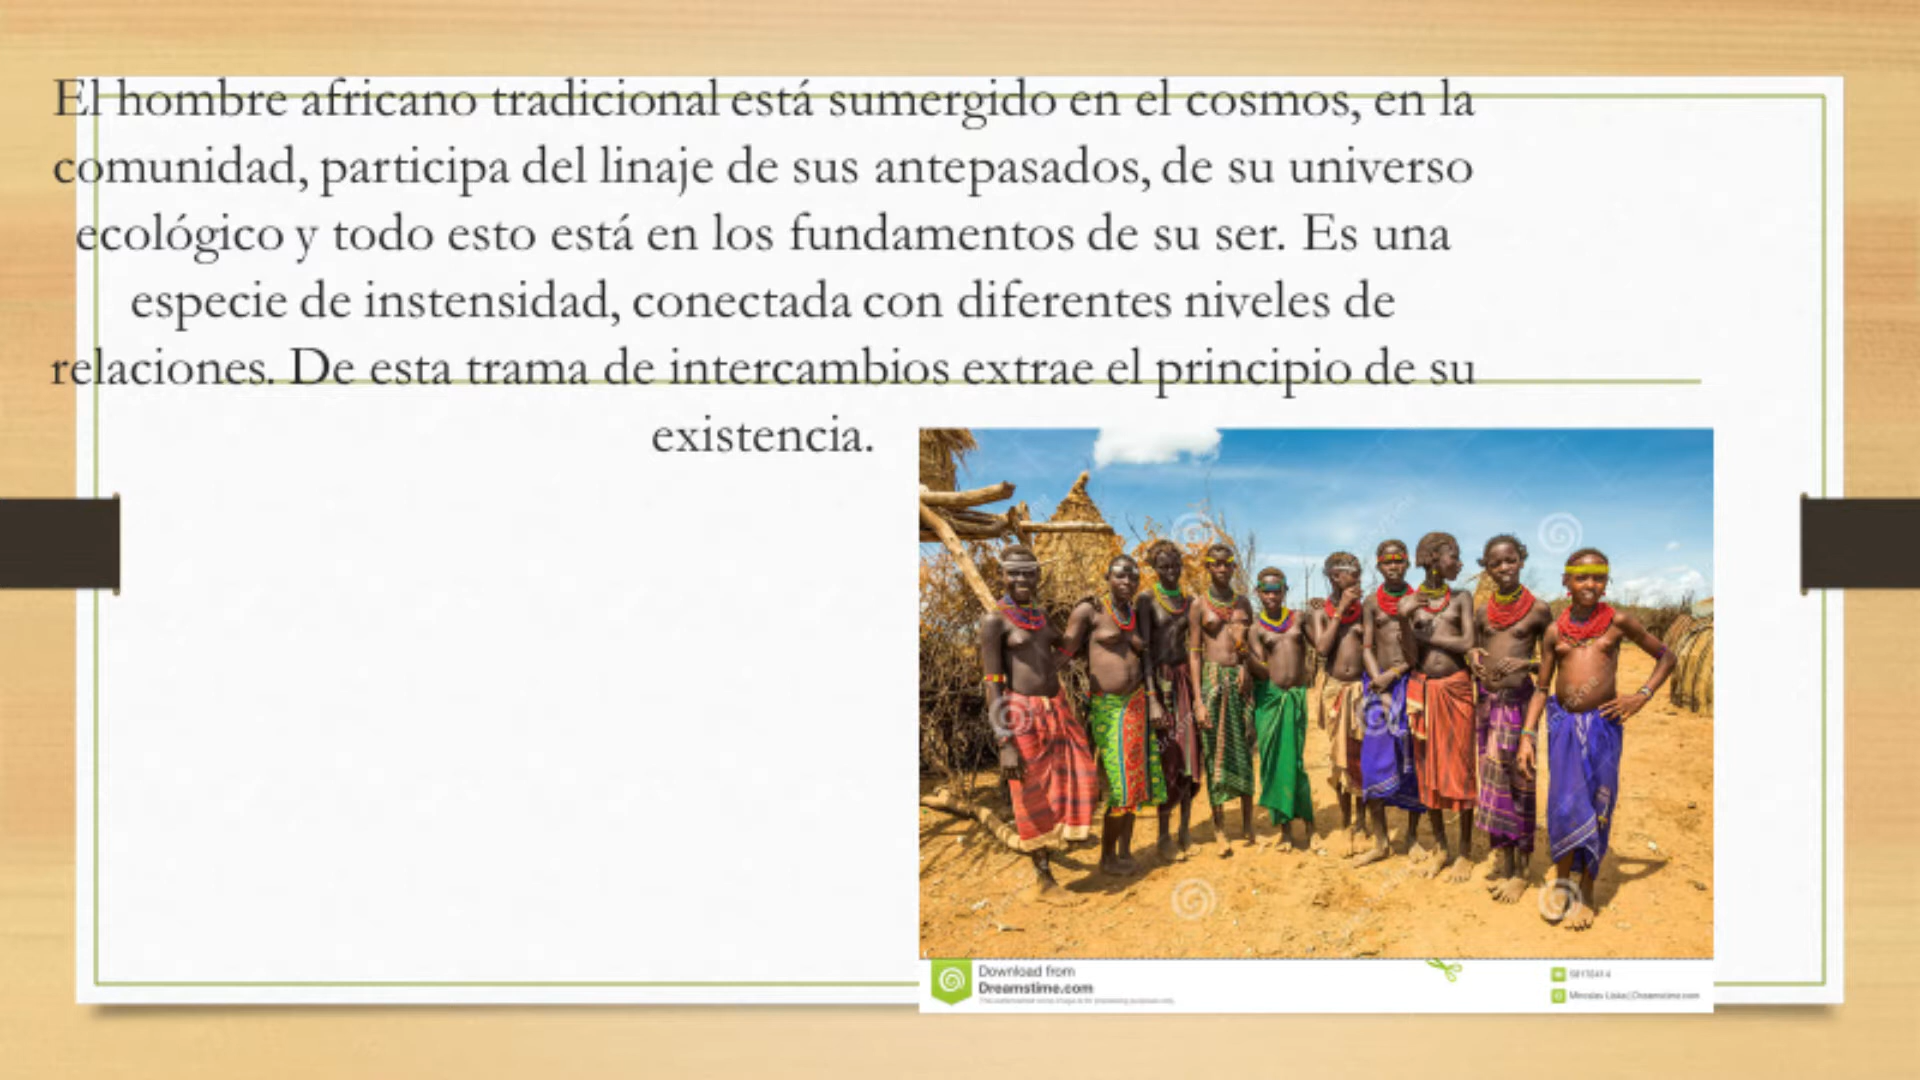 El hombre africano tradicional está sumergido en el cosmos, en la
comunidad, participa del linaje de sus antepasados, de su universo
ecológico y todo esto está en los fundamentos de su ser. Es una
especie de instensidad, conectada con diferentes niveles de
relaciones. De esta trama de intercambios extrae el principio de su
existencia.
Download from
Dreamstime.com